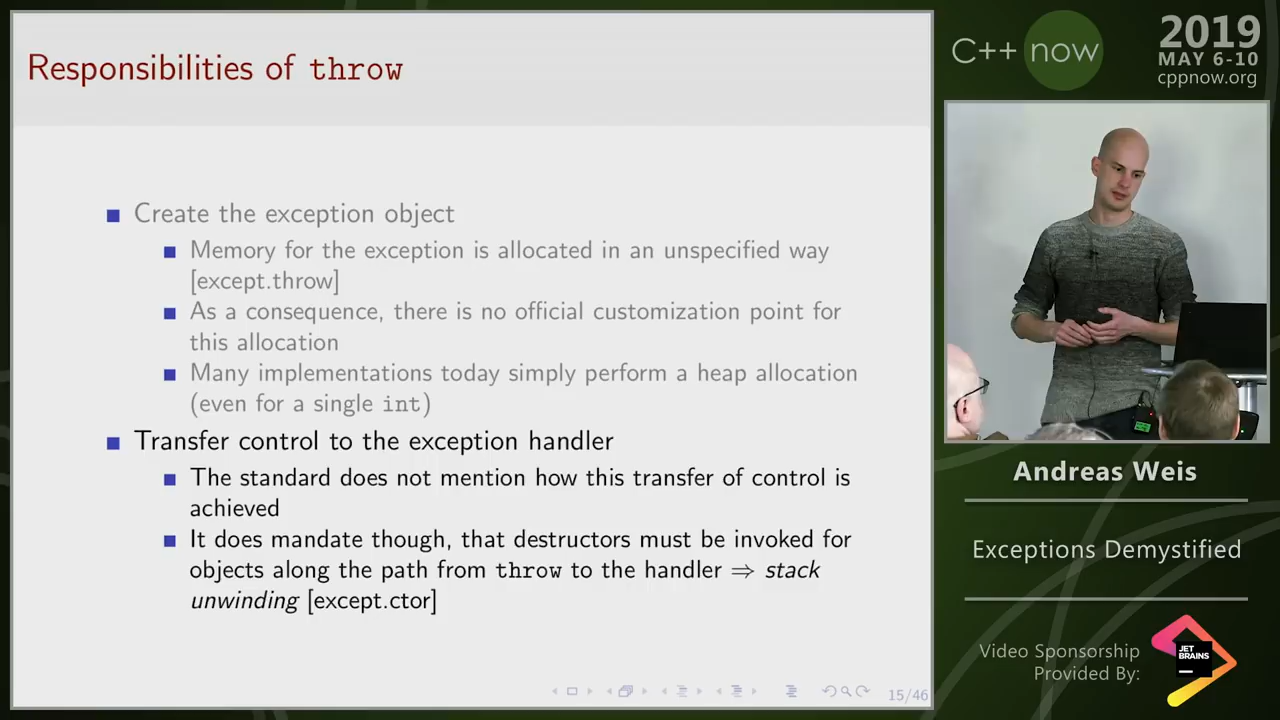 Responsibilities of throw
Create the exception object
Memory for the exception is allocated in an unspecified way
[except.throw]
As a consequence, there is no official customization point for
this allocation
Many implementations today simply perform a heap allocation
(even for a single int)
Transfer control to the exception handler
The standard does not mention how this transfer of control is
achieved
It does mandate though, that destructors must be invoked for
objects along the path from throw to the handler ⇒ stack
unwinding [except.ctor]
15/46
C++ now
2019
MAY 6-10
cppnow.org
Andreas Weis
Exceptions Demystified
Video Sponsorship
Provided By:
JET
BRAINS